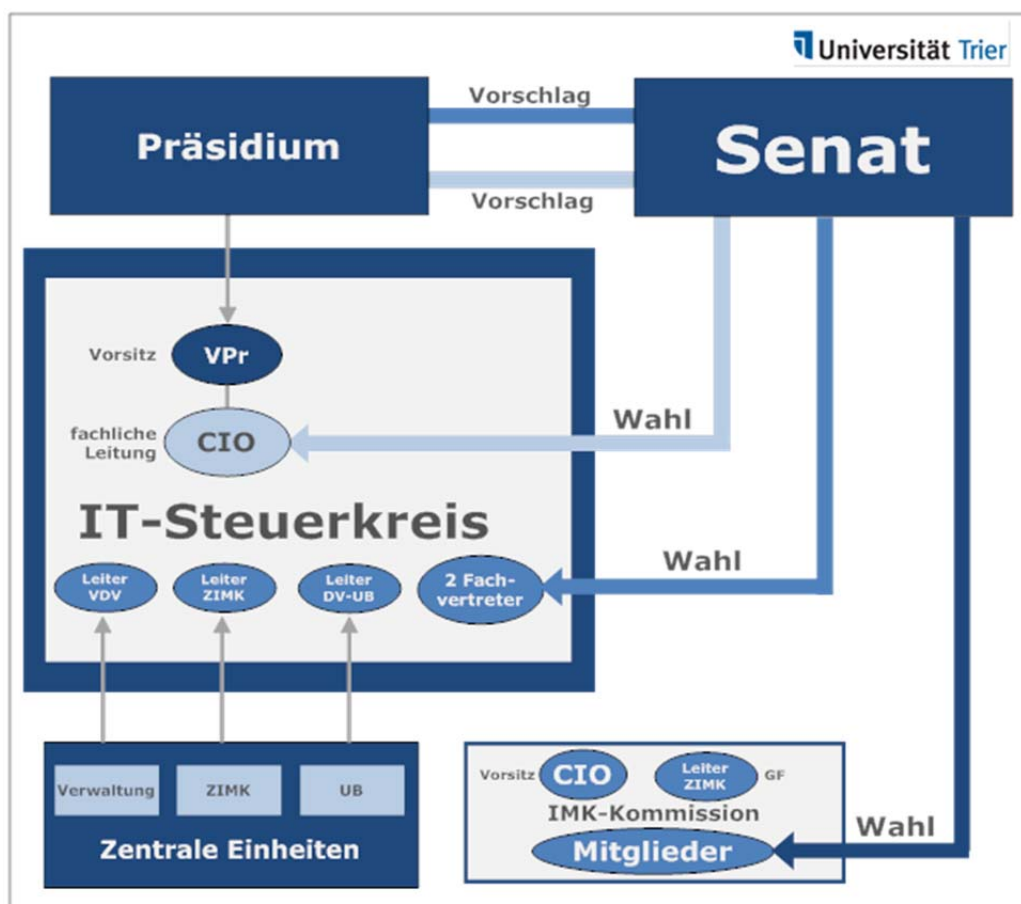 Universität Trier
Präsidium
Vorschlag
Vorschlag
Senat
Vorsitz
VPr
fachliche
Leitung
CIO
Wahl
IT-Steuerkreis
Leiter
VDV
Leiter
ZIMK
Leiter
DV-UB
2 Fach-
vertreter
Wahl
Verwaltung
ZIMK
UB
Zentrale Einheiten
Vorsitz
CIO
Leiter
ZIMK
GF
IMK-Kommission
Mitglieder
Wahl